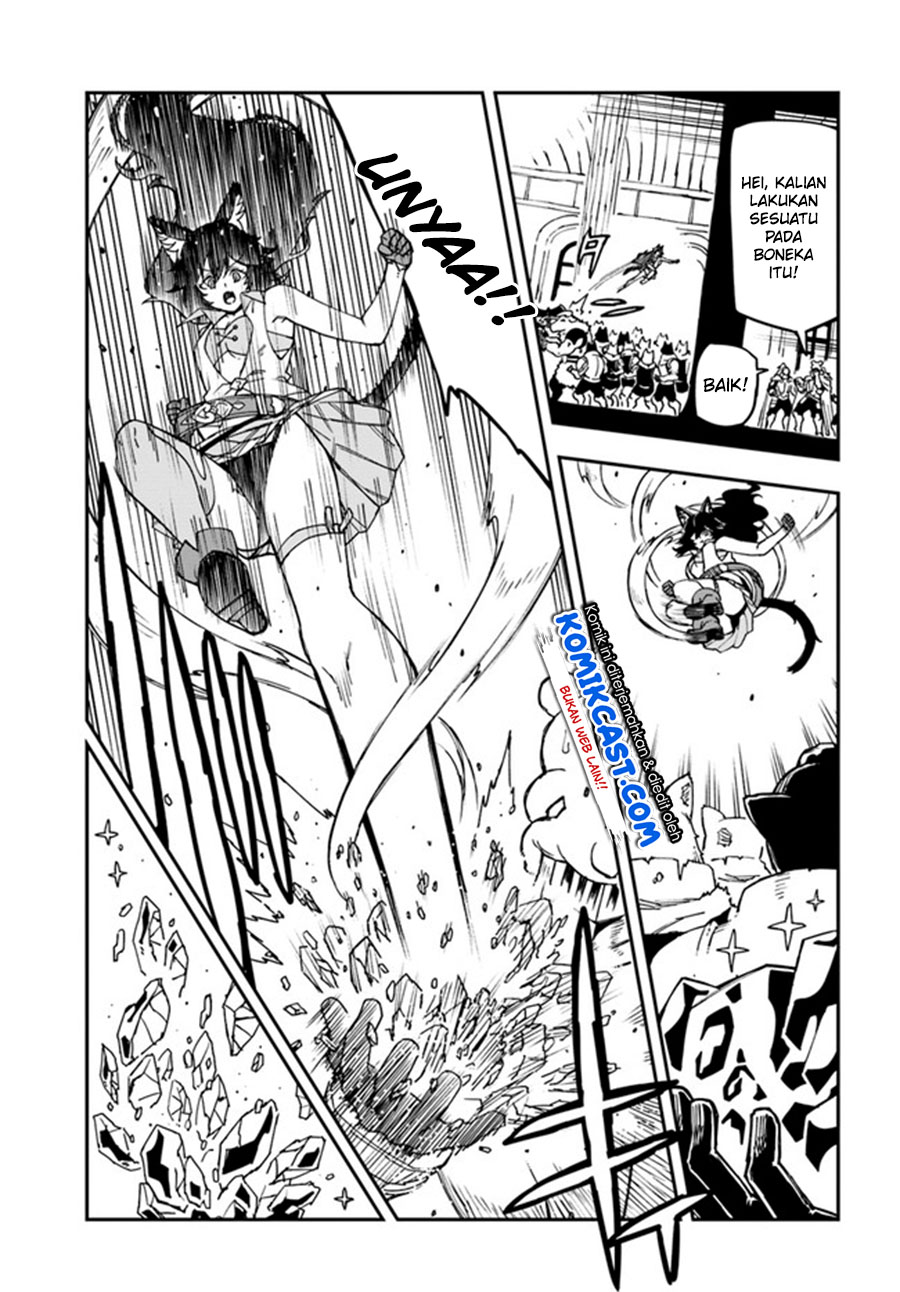 HEI, KALIAN
LAKUKAN
SESUATU
PADA
BONEKA
ITU!
BAIK!
UNYAA!!
Komik ini diterjemahkan & diedit oleh
KOMIKCAST.COM
BUKAN WEB LAIN!!